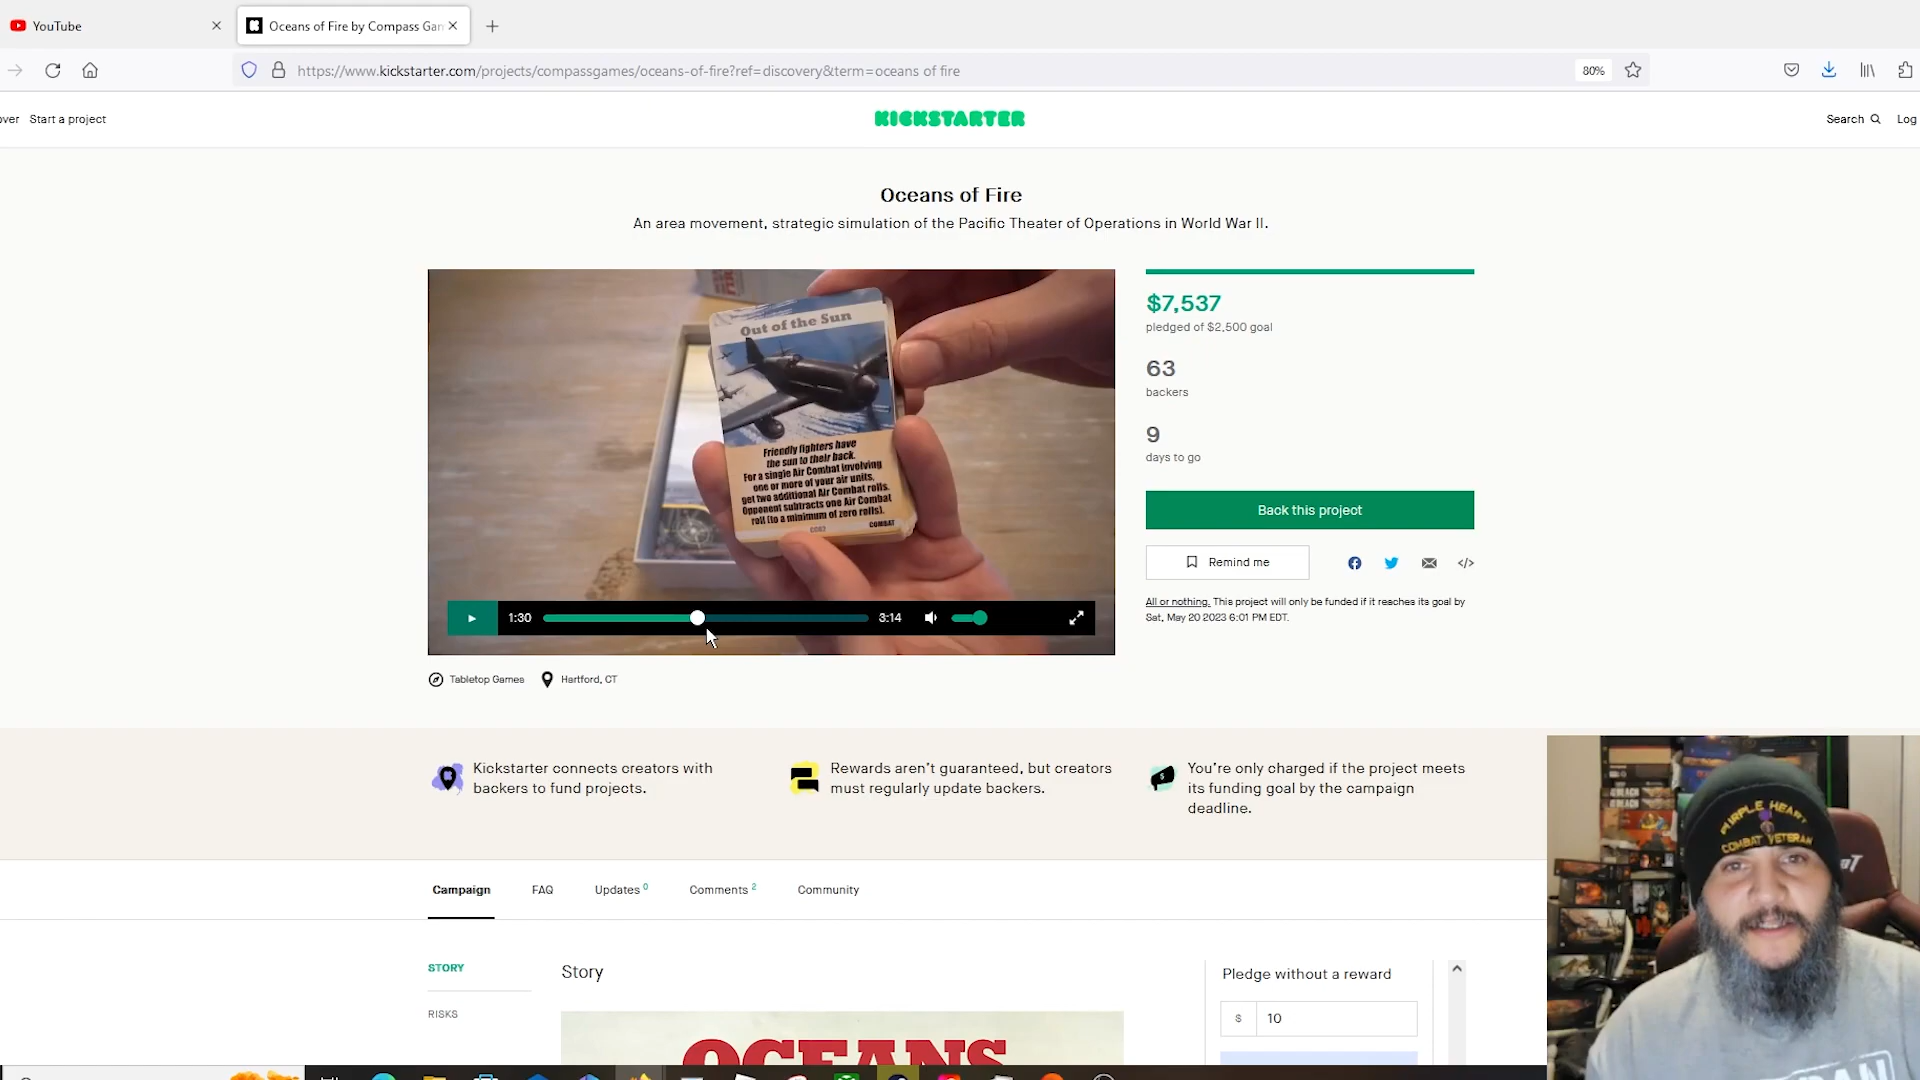 YouTube
Oceans of Fire by Compass Gam
https://www.kickstarter.com/projects/compassgames/oceans-of-fire?ref=discovery&term=oceans of fire
80%
over Start a project
KICKSTARTER
Search
Log
Oceans of Fire
An area movement, strategic simulation of the Pacific Theater of Operations in World War II.
Out of the Sun
Friendly fighters have
the sun to their back.
For a single Air Combat involving
one or more of your air units,
get two additional Air Combat rolls.
Opponent subtracts one Air Combat
roll (to a minimum of zero rolls).
COMBAT
1:30
3:14
$7,537
pledged of $2,500 goal
63
backers
9
days to go
Back this project
Remind me
All or nothing. This project will only be funded if it reaches its goal by
Sat, May 20 2023 6:01 PM EDT.
Tabletop Games
Hartford, CT
Kickstarter connects creators with
backers to fund projects.
Rewards aren't guaranteed, but creators
must regularly update backers.
You're only charged if the project meets
its funding goal by the campaign
deadline.
Campaign
FAQ
Updates 0
Comments 2
Community
STORY
RISKS
Story
OCEANS
Pledge without a reward
$ 10
PURPLE HEART
COMBAT VETERAN